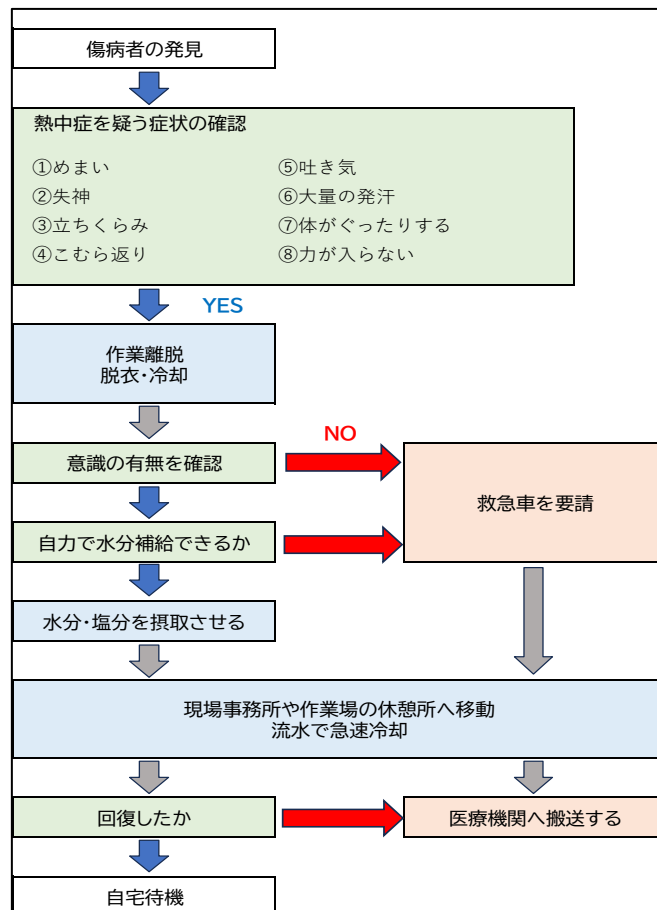 傷病者の発見
熱中症を疑う症状の確認
①めまい
②失神
③立ちくらみ
④こむら返り
⑤吐き気
⑥大量の発汗
⑦体がぐったりする
⑧力が入らない
YES
作業離脱
脱衣・冷却
意識の有無を確認
NO
救急車を要請
自力で水分補給できるか
水分・塩分を摂取させる
現場事務所や作業場の休憩所へ移動
流水で急速冷却
回復したか
医療機関へ搬送する
自宅待機